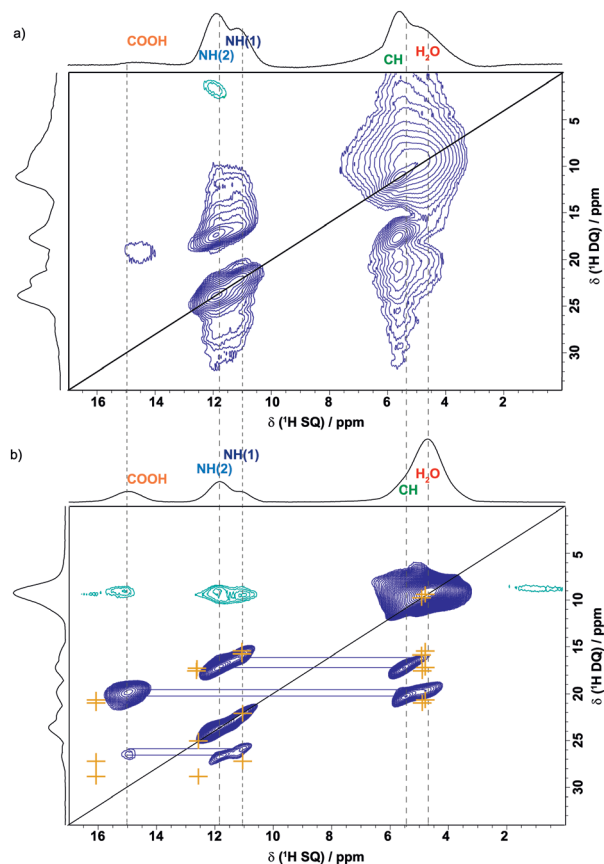 a)
COOH
NH(2)
NH(1)
CH
H₂O
5
10
15
20
25
30
δ (¹H DQ) / ppm
16 14 12 10 8 6 4 2
δ (¹H SQ) / ppm
b)
COOH
NH(2)
NH(1)
CH
H₂O
5
10
15
20
25
30
δ (¹H DQ) / ppm
16 14 12 10 8 6 4 2
δ (¹H SQ) / ppm